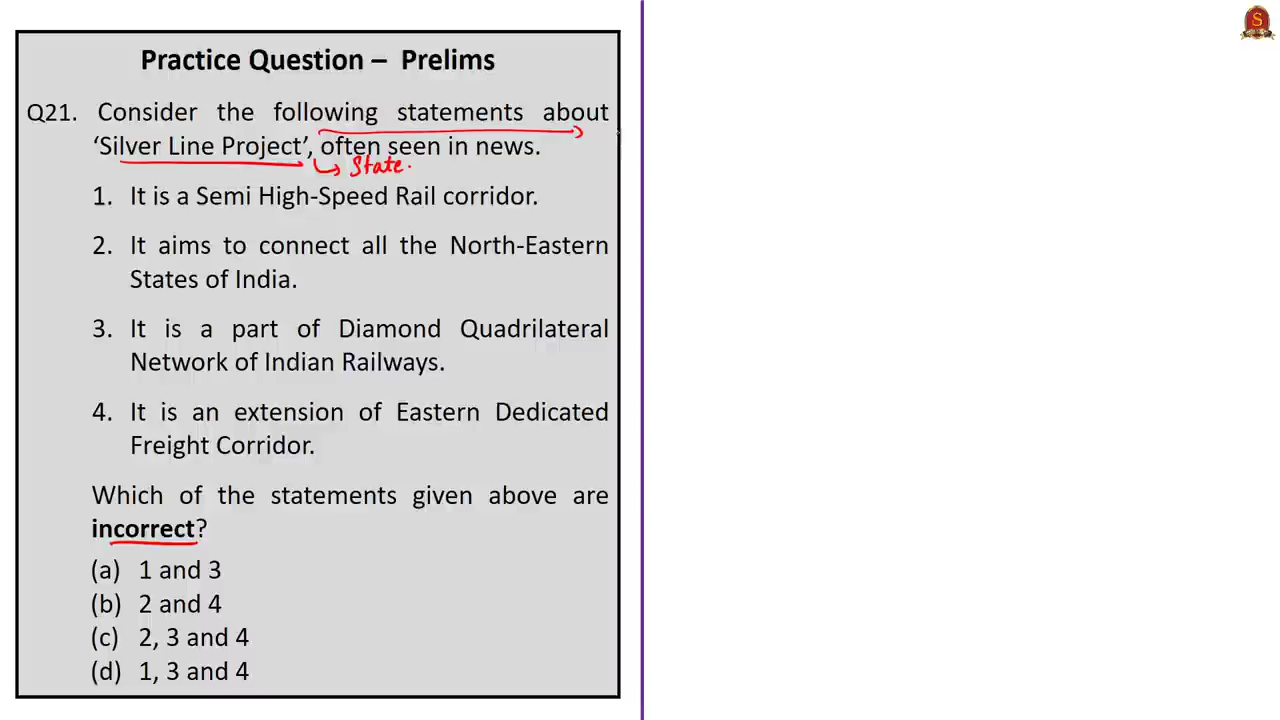 Practice Question – Prelims
Q21. Consider the following statements about
‘Silver Line Project’, often seen in news.
State.
1. It is a Semi High-Speed Rail corridor.
2. It aims to connect all the North-Eastern
States of India.
3. It is a part of Diamond Quadrilateral
Network of Indian Railways.
4. It is an extension of Eastern Dedicated
Freight Corridor.
Which of the statements given above are
incorrect?
(a) 1 and 3
(b) 2 and 4
(c) 2, 3 and 4
(d) 1, 3 and 4
S